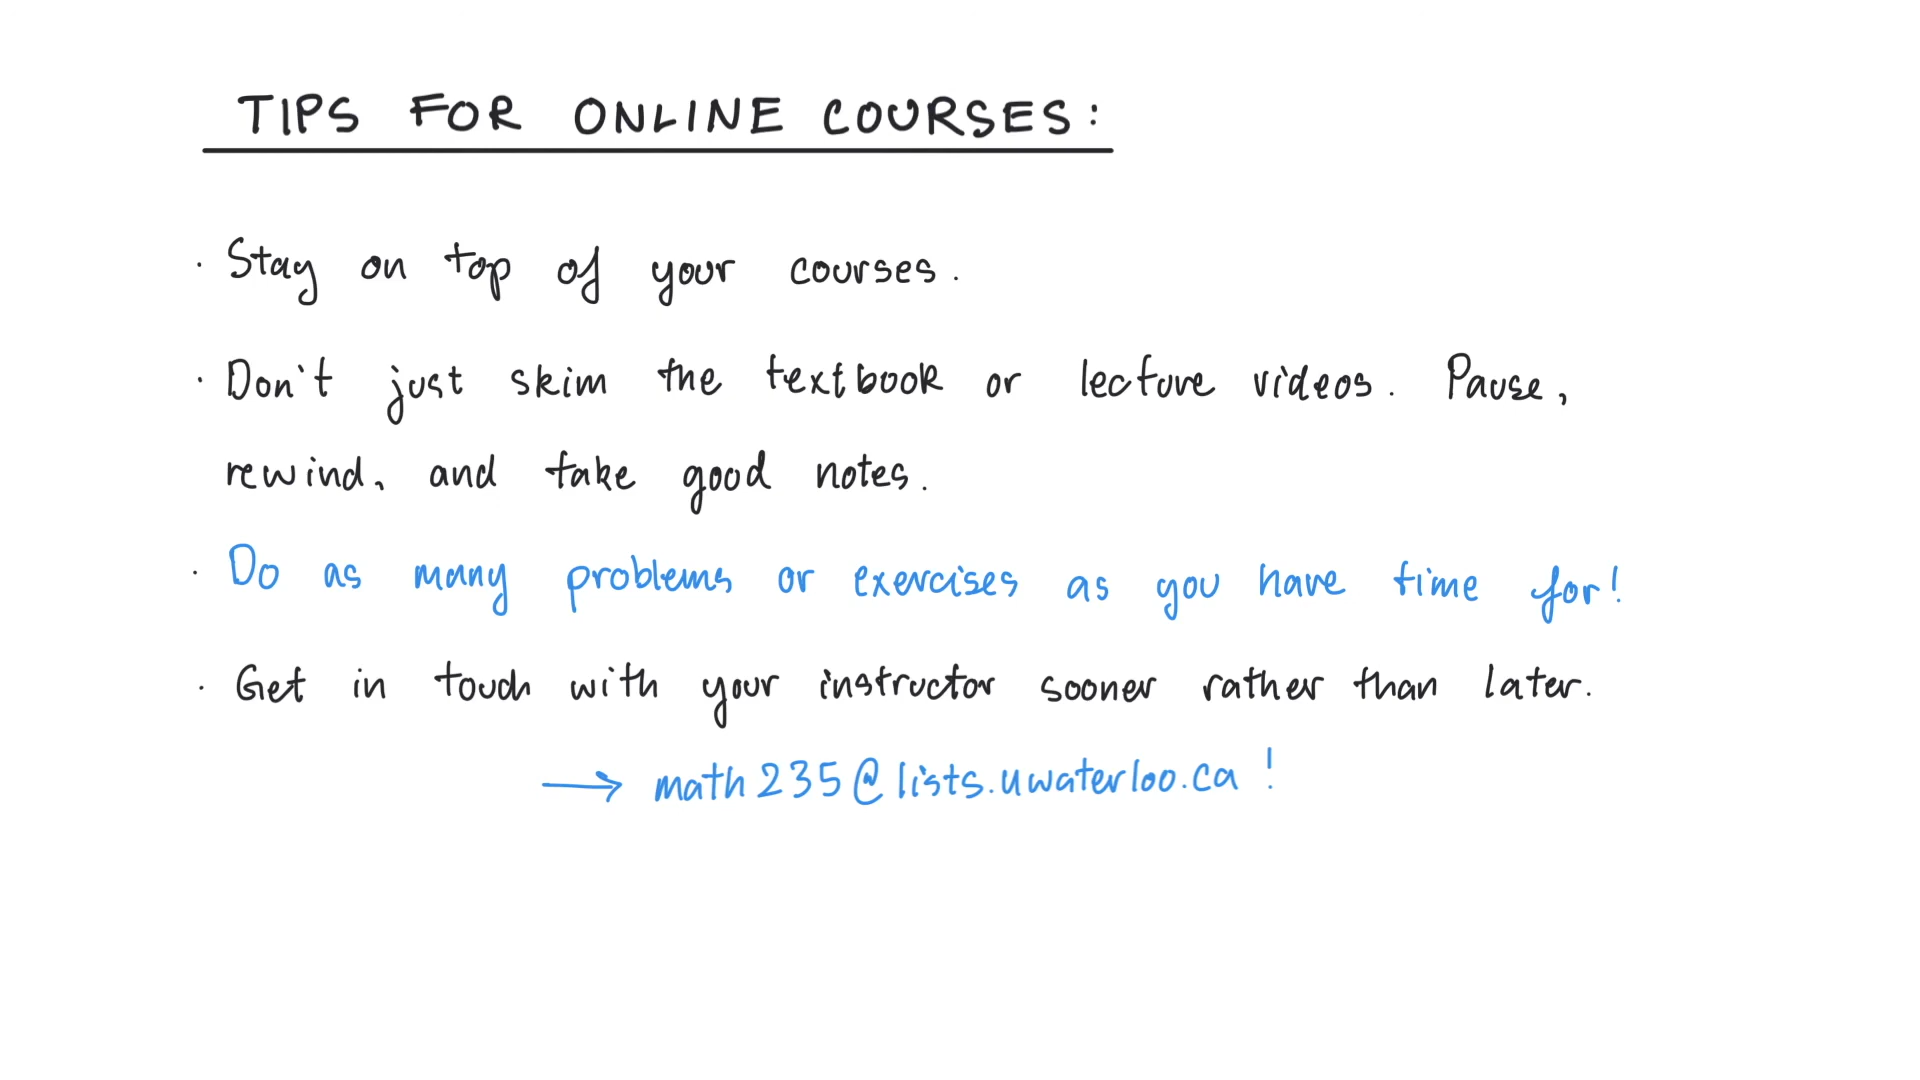 TIPS FOR ONLINE COURSES:
· Stay on top of your courses.
· Don't just skim the textbook or lecture videos. Pause,
rewind, and take good notes.
· Do as many problems or exercises as you have time for!
· Get in touch with your instructor sooner rather than later.
→ math235@lists.uwaterloo.ca!